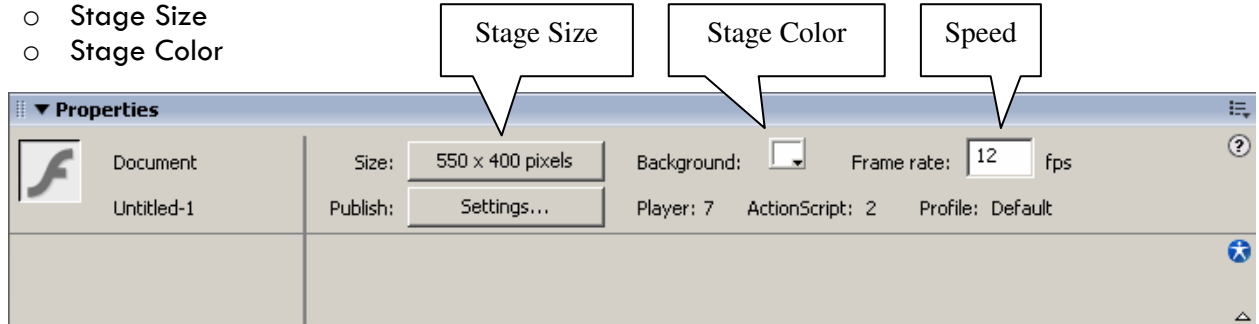 o Stage Size
o Stage Color
Stage Size Stage Color Speed
Properties
Document Size: 550 x 400 pixels Background: Frame rate: 12 fps
Untitled-1 Publish: Settings... Player: 7 ActionScript: 2 Profile: Default